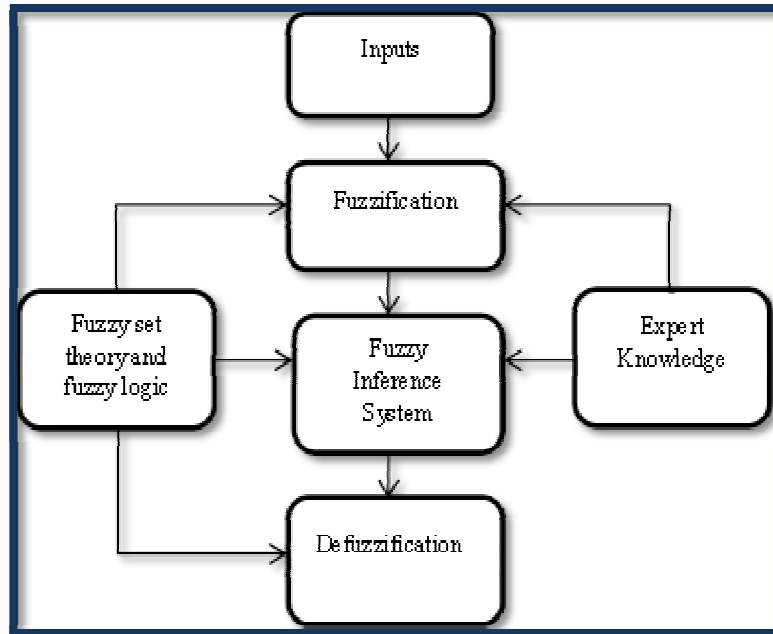 Inputs
Fuzzification
Fuzzy set
theory and
fuzzy logic
Fuzzy
Inference
System
Expert
Knowledge
Defuzzification